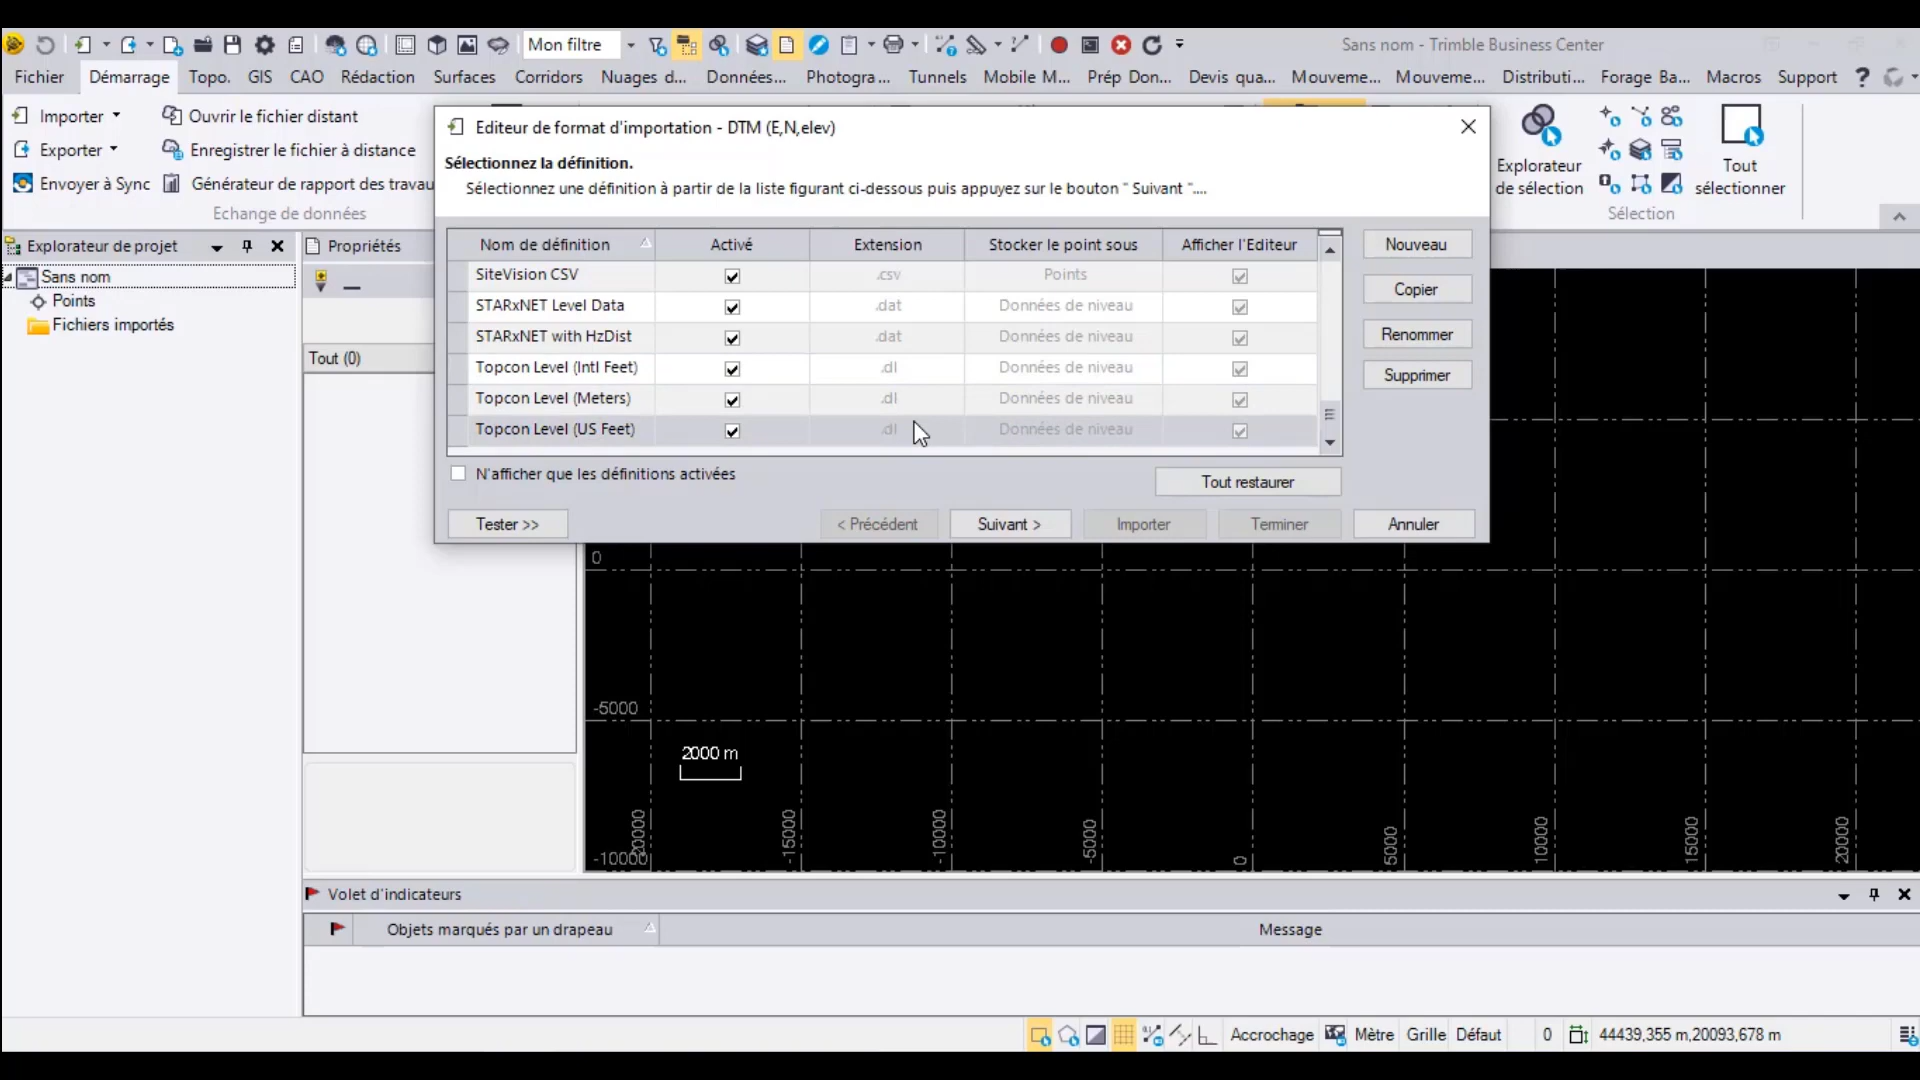 Mon filtre
Sans nom - Trimble Business Center
Fichier Démarrage Topo. GIS CAO Rédaction Surfaces Corridors Nuages d... Données... Photogra... Tunnels Mobile M... Prép Don... Devis qua... Mouveme... Mouveme... Distributi... Forage Ba... Macros Support
Importer Ouvrir le fichier distant
Exporter Enregistrer le fichier à distance
Envoyer à Sync Générateur de rapport des travau
Echange de données
Explorateur
de sélection
Tout
sélectionner
Sélection
Editeur de format d'importation - DTM (E,N,elev)
Sélectionnez la définition.
Sélectionnez une définition à partir de la liste figurant ci-dessous puis appuyez sur le bouton " Suivant "....
Nom de définition Activé Extension Stocker le point sous Afficher l'Editeur
SiteVision CSV .csv Points
STARxNET Level Data .dat Données de niveau
STARxNET with HzDist .dat Données de niveau
Topcon Level (Intl Feet) .dl Données de niveau
Topcon Level (Meters) .dl Données de niveau
Topcon Level (US Feet) .dl Données de niveau
Nouveau
Copier
Renommer
Supprimer
N'afficher que les définitions activées
Tout restaurer
Tester >> < Précédent Suivant > Importer Terminer Annuler
Explorateur de projet
Sans nom
Points
Fichiers importés
Propriétés
Tout (0)
0
-5000
-10000
2000 m
20000 -15000 -10000 -5000 0 5000 10000 15000 20000
Volet d'indicateurs
Objets marqués par un drapeau Message
Accrochage Mètre Grille Défaut 0 44439,355 m,20093,678 m